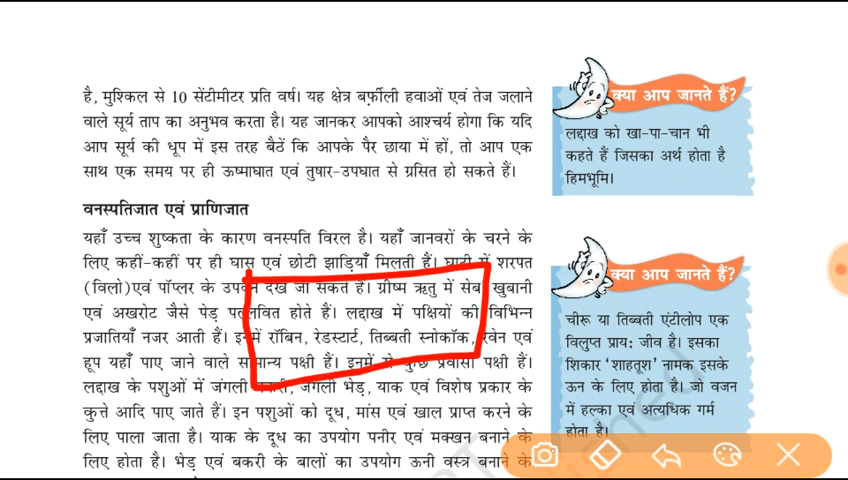 है, मुश्किल से 10 सेंटीमीटर प्रति वर्ष। यह क्षेत्र बर्फ़ीली हवाओं एवं तेज जलाने
वाले सूर्य ताप का अनुभव करता है। यह जानकर आपको आश्चर्य होगा कि यदि
आप सूर्य की धूप में इस तरह बैठें कि आपके पैर छाया में हों, तो आप एक
साथ एक समय पर ही ऊष्माघात एवं तुषार-उपघात से ग्रसित हो सकते हैं।
वनस्पतिजात एवं प्राणिजात
यहाँ उच्च शुष्कता के कारण वनस्पति विरल है। यहाँ जानवरों के चरने के
लिए कहीं-कहीं पर ही घास एवं छोटी झाड़ियाँ मिलती हैं। घाटी में शरपत
(विलो)एवं पॉप्लर के उपवन देखे जा सकते हैं। ग्रीष्म ऋतु में सेब, खुबानी
एवं अखरोट जैसे पेड़ पल्लवित होते हैं। लद्दाख में पक्षियों की विभिन्न
प्रजातियाँ नजर आती हैं। इनमें रॉबिन, रेडस्टार्ट, तिब्बती स्नोकॉक, रेवेन एवं
हूप यहाँ पाए जाने वाले सामान्य पक्षी हैं। इनमें से कुछ प्रवासी पक्षी हैं।
लद्दाख के पशुओं में जंगली बकरी, जंगली भेड़, याक एवं विशेष प्रकार के
कुत्ते आदि पाए जाते हैं। इन पशुओं को दूध, मांस एवं खाल प्राप्त करने के
लिए पाला जाता है। याक के दूध का उपयोग पनीर एवं मक्खन बनाने के
लिए होता है। भेड़ एवं बकरी के बालों का उपयोग ऊनी वस्त्र बनाने के
क्या आप जानते हैं?
लद्दाख को खा-पा-चान भी
कहते हैं जिसका अर्थ होता है
हिमभूमि।
क्या आप जानते हैं?
चीरू या तिब्बती एंटीलोप एक
विलुप्त प्राय: जीव है। इसका
शिकार 'शाहतूश' नामक इसके
ऊन के लिए होता है। जो वजन
में हल्का एवं अत्यधिक गर्म
होता है।